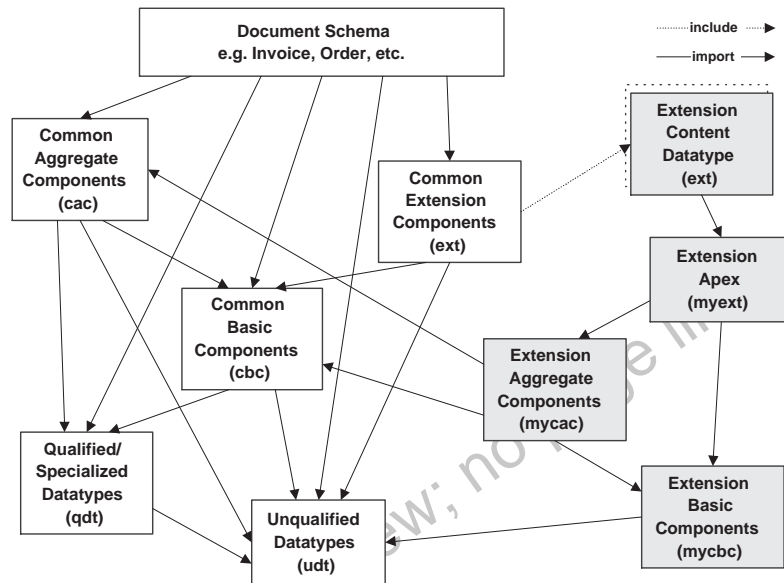 Document Schema
e.g. Invoice, Order, etc.
include
import
Extension
Content
Datatype
(ext)
Common
Aggregate
Components
(cac)
Common
Extension
Components
(ext)
Extension
Apex
(myext)
Common
Basic
Components
(cbc)
Extension
Aggregate
Components
(mycac)
Qualified/
Specialized
Datatypes
(qdt)
Unqualified
Datatypes
(udt)
Extension
Basic
Components
(mycbc)